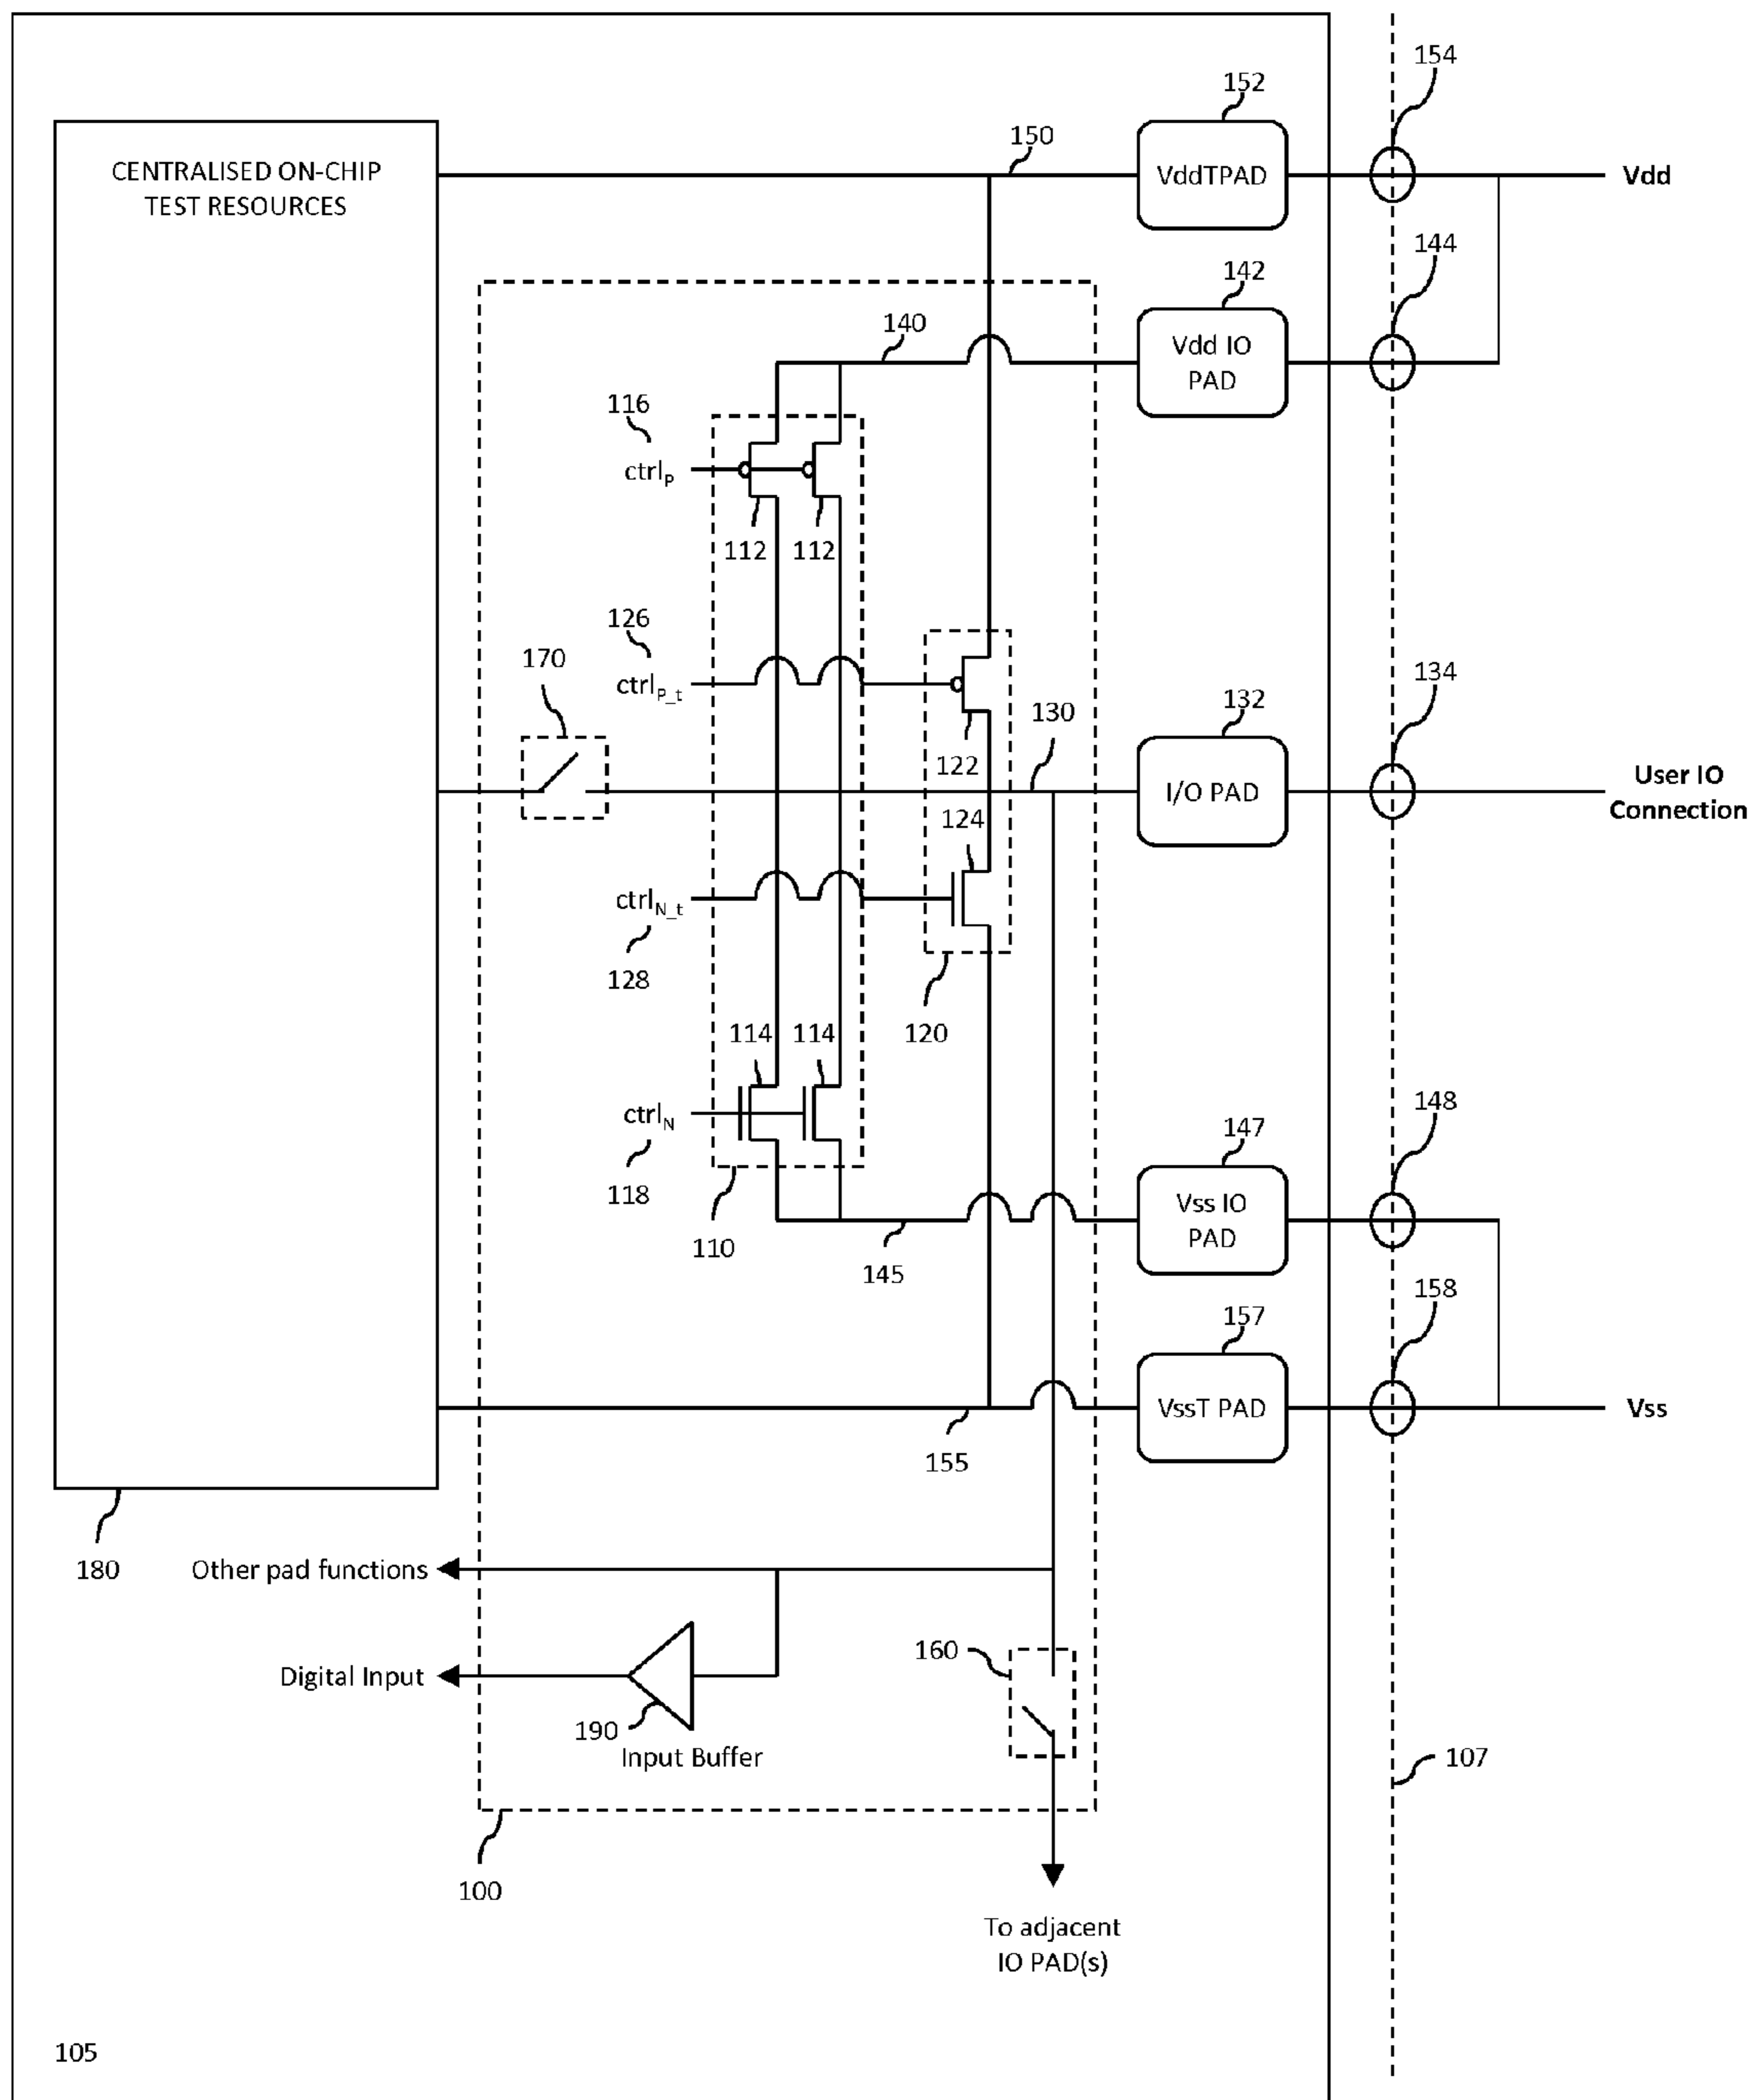 154
152
150
CENTRALISED ON-CHIP
TEST RESOURCES
VddTPAD
Vdd
144
142
140
Vdd IO
PAD
116
ctrlP
112
112
126
170
ctrlP_t
134
132
130
122
I/O PAD
User IO
Connection
124
ctrlN_t
128
120
114
114
ctrlN
118
148
147
Vss IO
PAD
110
145
158
157
VssT PAD
Vss
155
180
Other pad functions
160
Digital Input
190
Input Buffer
107
100
To adjacent
IO PAD(s)
105